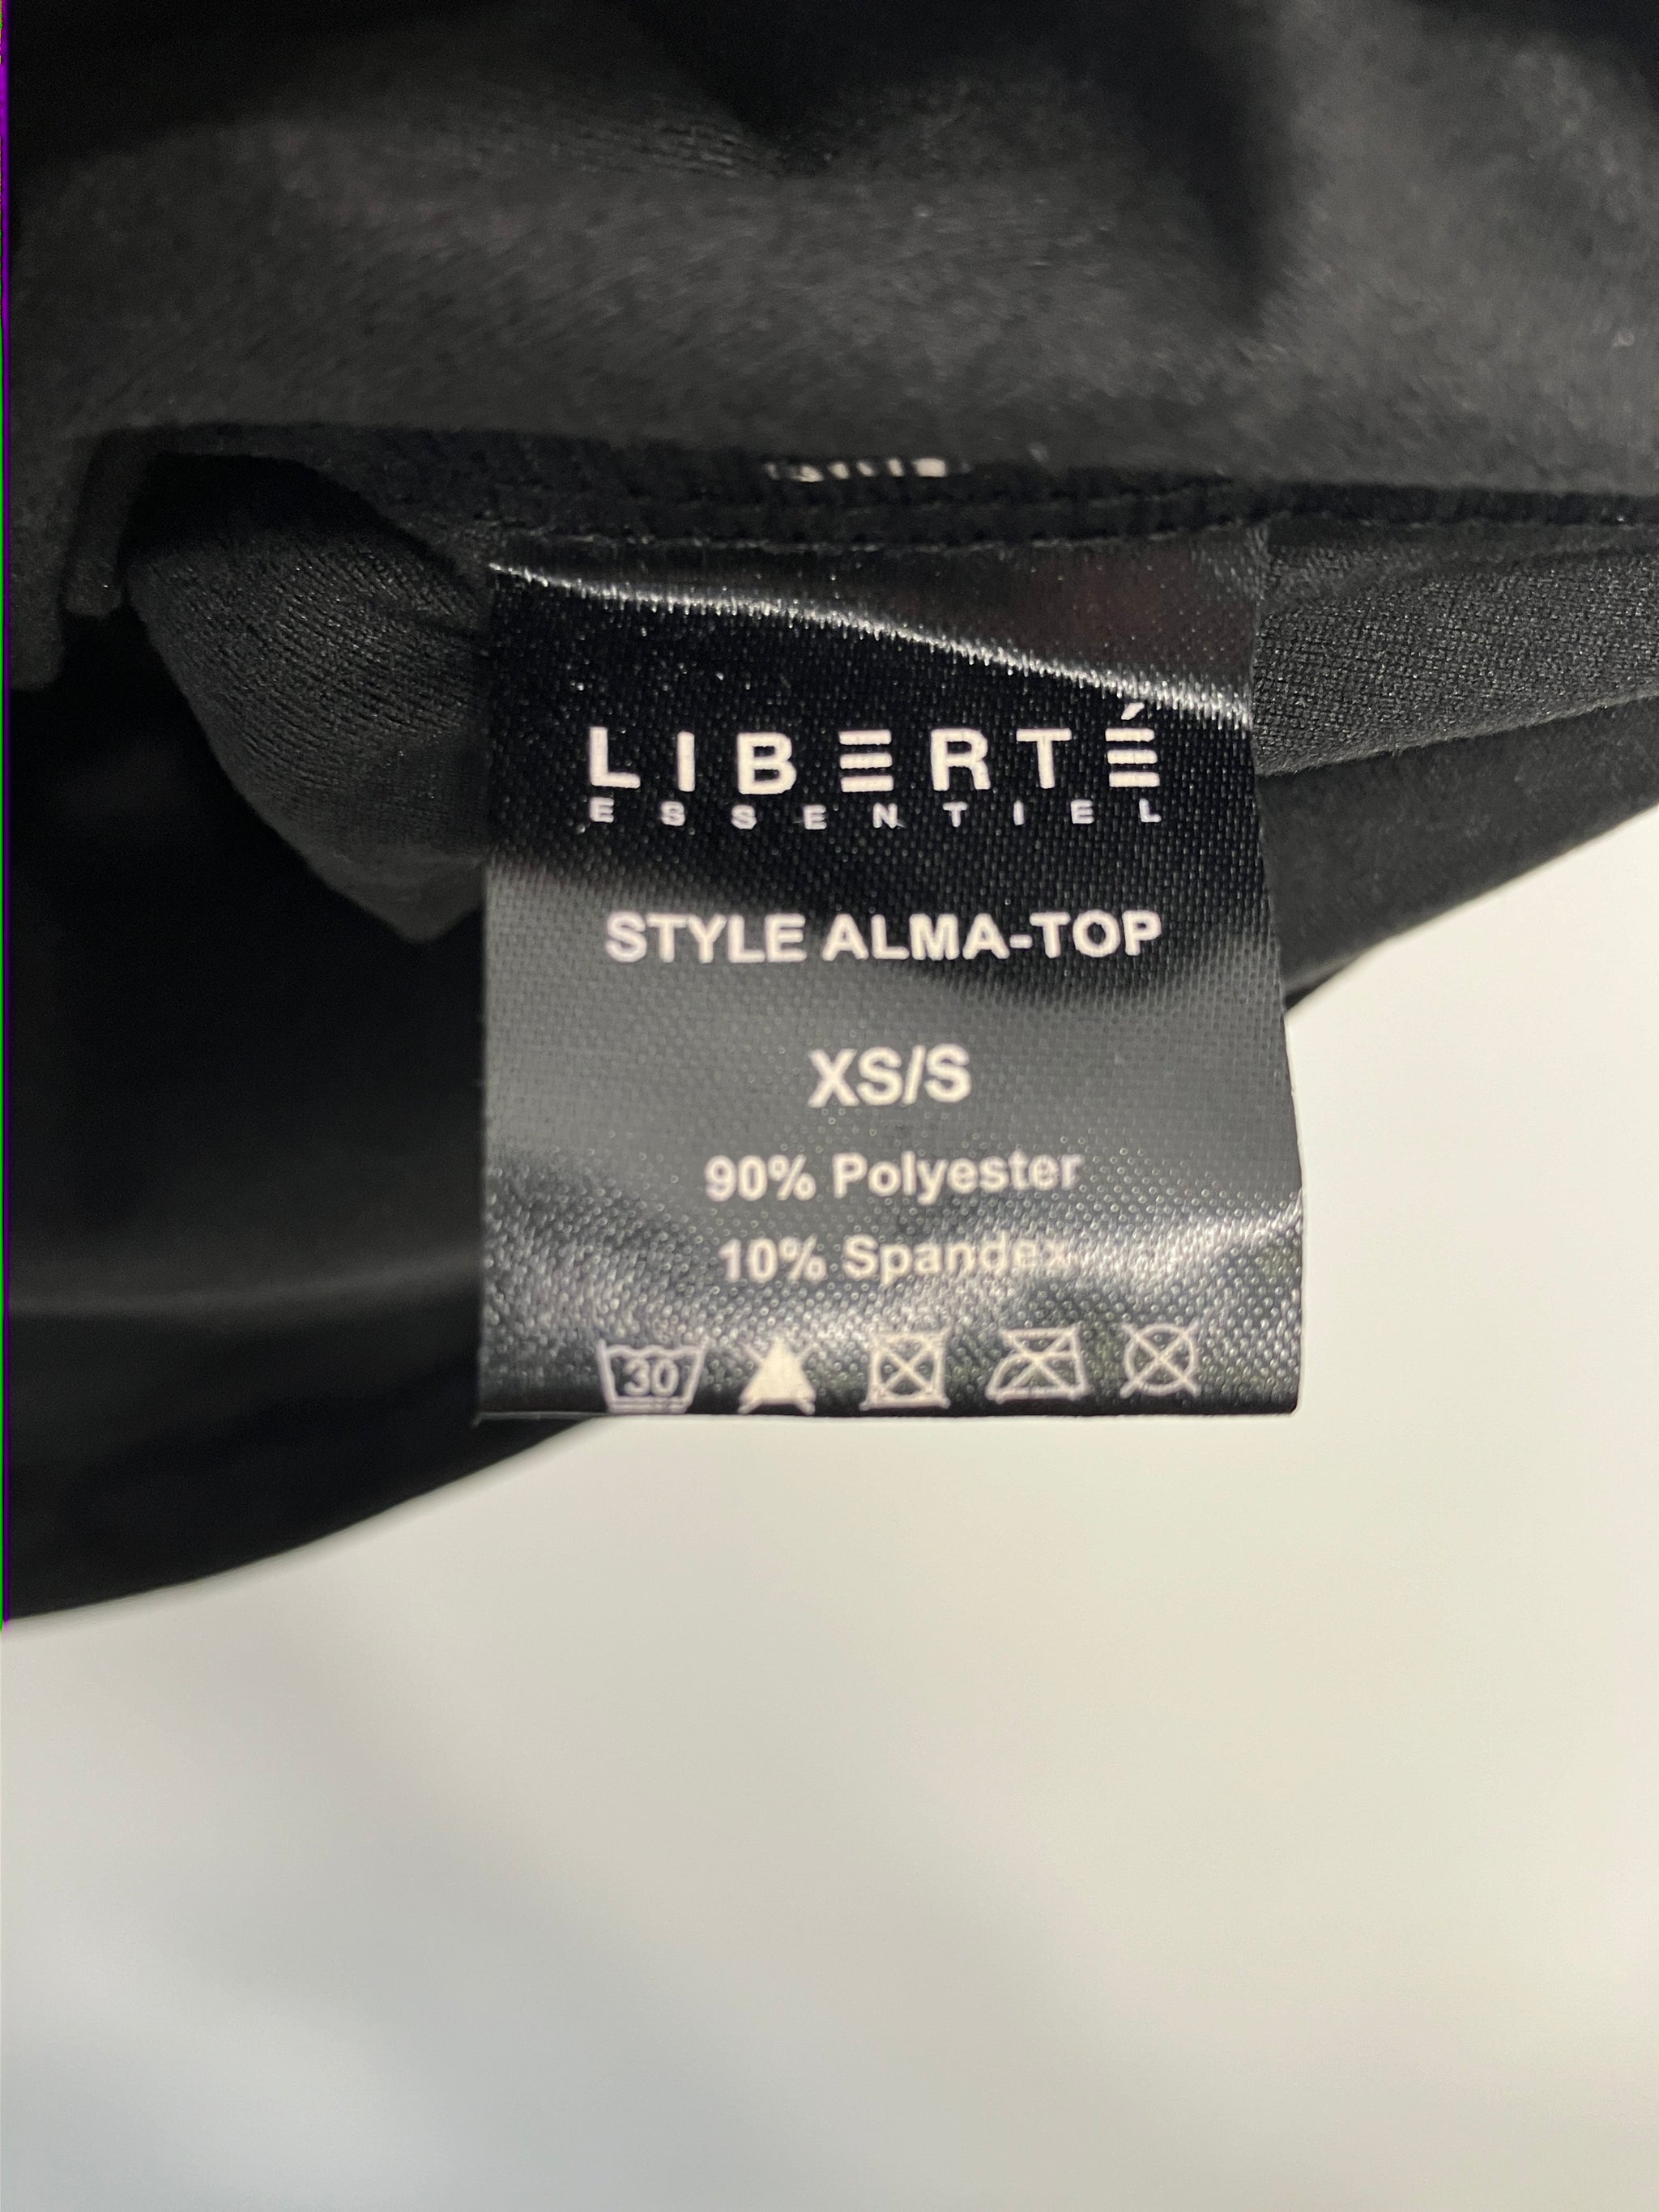 LIBERTÉ
ESSENTIEL
STYLE ALMA-TOP
XS/S
90% Polyester
10% Spandex
30